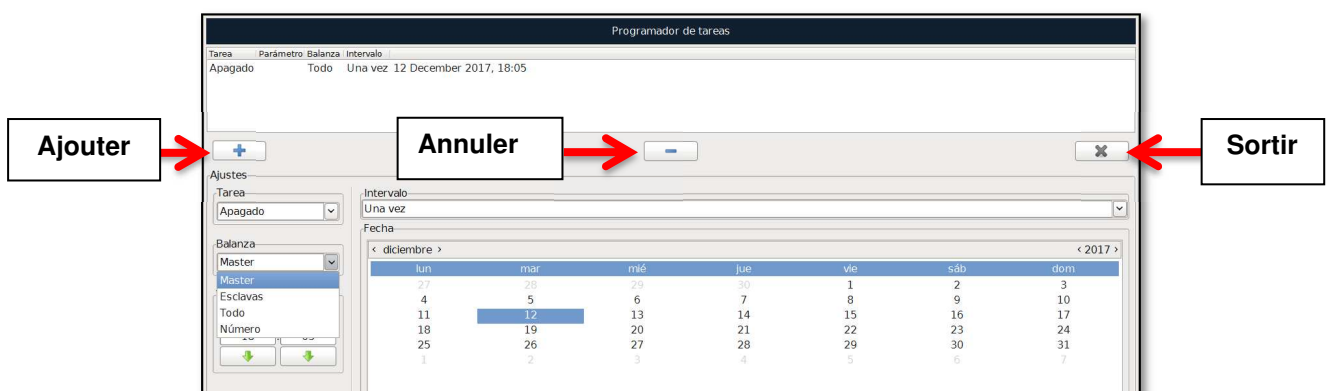 Programador de tareas
Tarea Parámetro Balanza Intervalo
Apagado Todo Una vez 12 December 2017, 18:05
Ajouter
Annuler
Sortir
Ajustes
Tarea
Apagado
Intervalo
Una vez
Fecha
Balanza
Master
Master
Esclavas
Todo
Número
< diciembre > < 2017 >
lun mar mié jue vie sáb dom
27 28 29 30 1 2 3
4 5 6 7 8 9 10
11 12 13 14 15 16 17
18 19 20 21 22 23 24
25 26 27 28 29 30 31
1 2 3 4 5 6 7